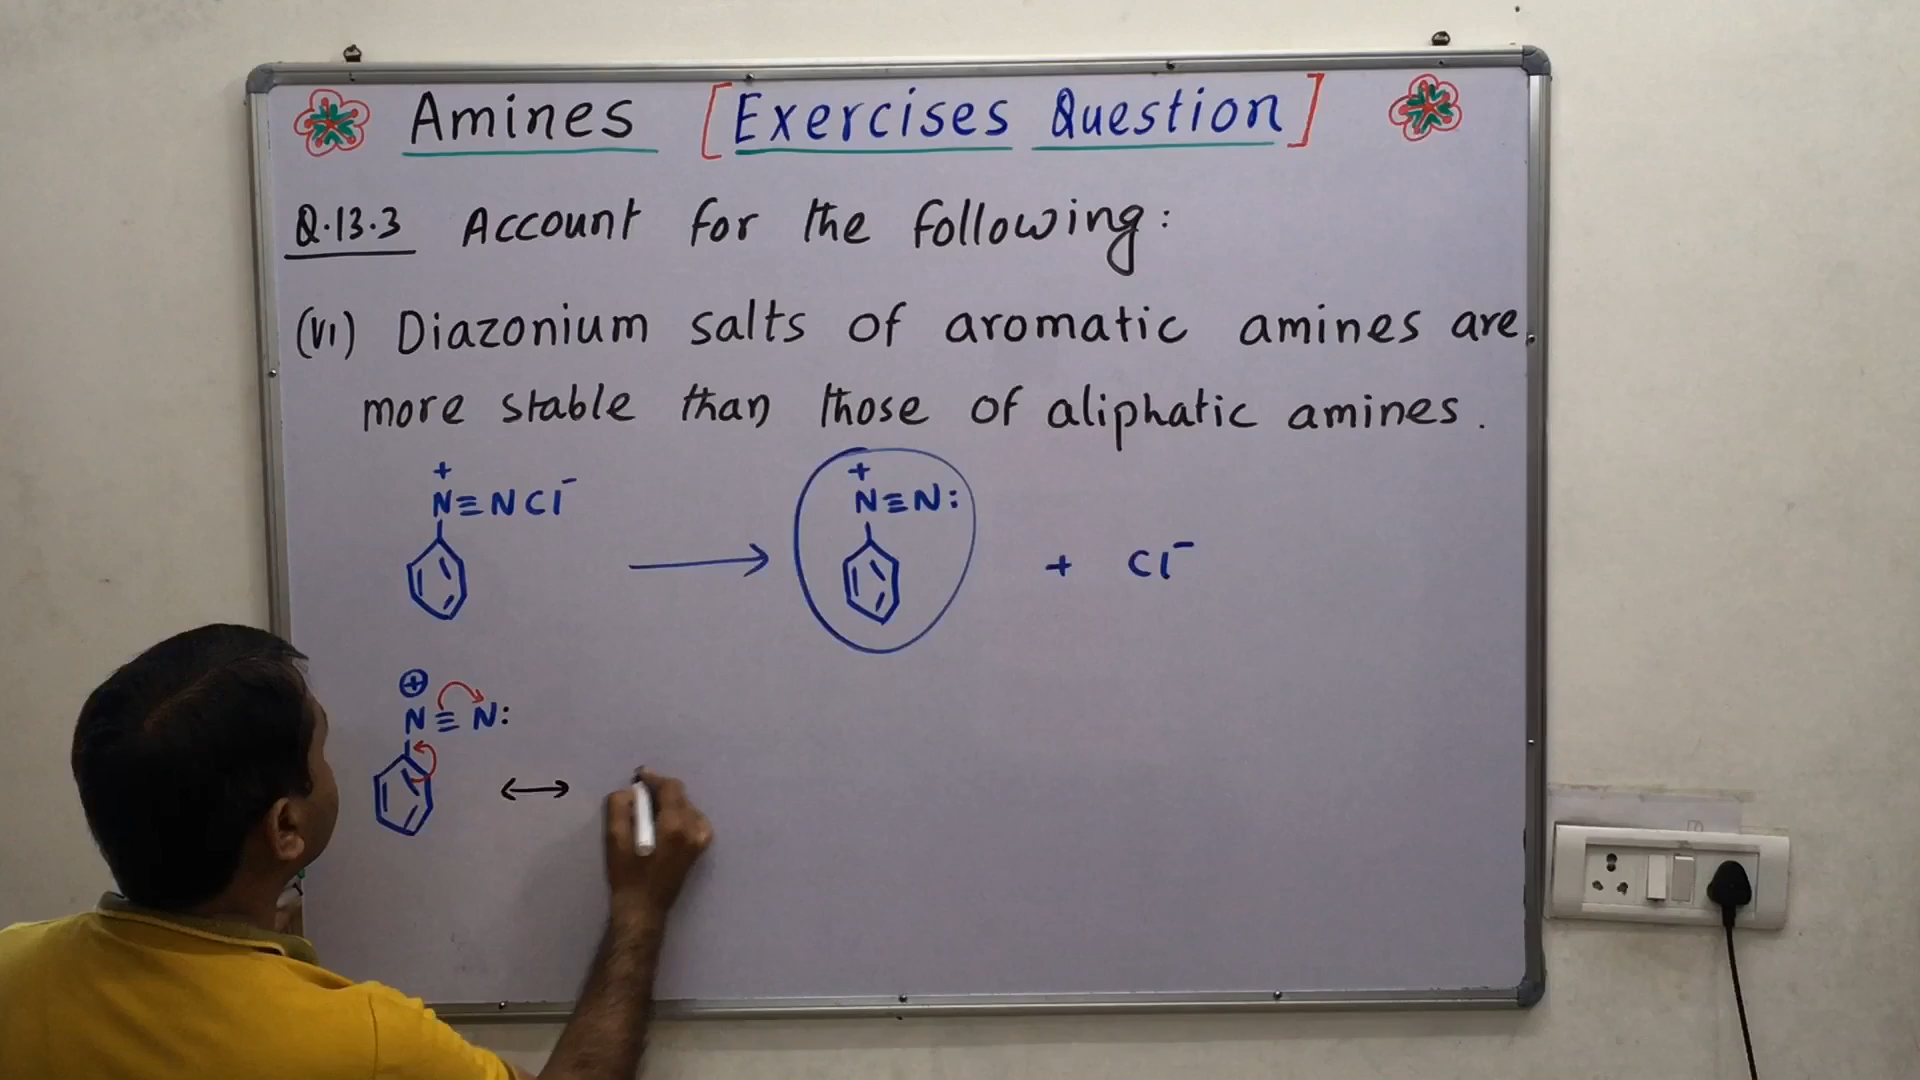 Amines [Exercises Question]
Q.13.3 Account for the following:
(VI) Diazonium salts of aromatic amines are
more stable than those of aliphatic amines.
+ +
N≡NCl⁻ N≡N:
⟶ + Cl⁻
⊕
N≡N:
⟷